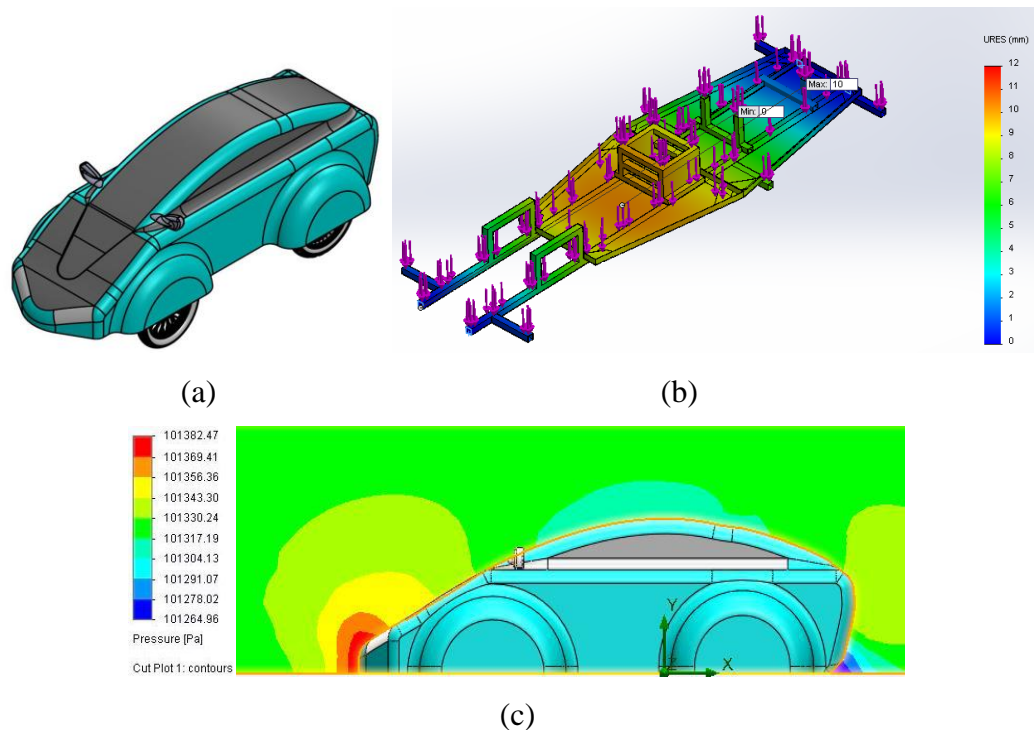 URES (mm)
12
11
10
9
8
7
6
5
4
3
2
1
0
Max: 10
Min: 0
(a)
(b)
101382.47
101369.41
101356.36
101343.30
101330.24
101317.19
101304.13
101291.07
101278.02
101264.96
Pressure [Pa]
Cut Plot 1: contours
Y
Z
X
(c)